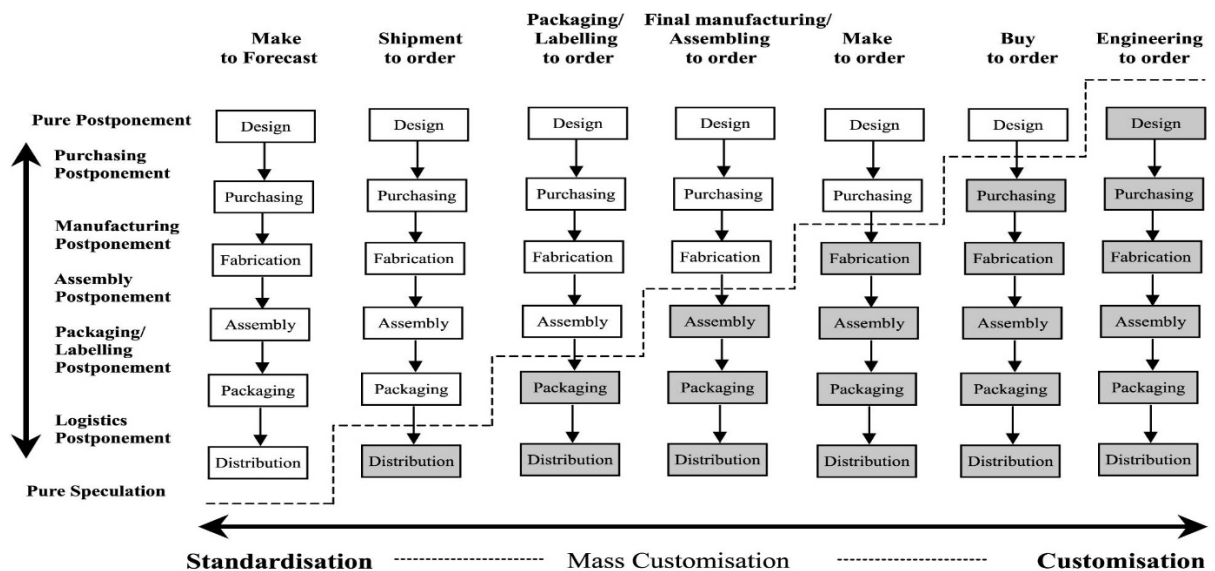 Make
to Forecast
Shipment
to order
Packaging/
Labelling
to order
Final manufacturing/
Assembling
to order
Make
to order
Buy
to order
Engineering
to order
Pure Postponement
Design
Design
Design
Design
Design
Design
Design
Purchasing
Postponement
Purchasing
Purchasing
Purchasing
Purchasing
Purchasing
Purchasing
Purchasing
Manufacturing
Postponement
Fabrication
Fabrication
Fabrication
Fabrication
Fabrication
Fabrication
Fabrication
Assembly
Postponement
Assembly
Assembly
Assembly
Assembly
Assembly
Assembly
Assembly
Packaging/
Labelling
Postponement
Packaging
Packaging
Packaging
Packaging
Packaging
Packaging
Packaging
Logistics
Postponement
Distribution
Distribution
Distribution
Distribution
Distribution
Distribution
Distribution
Pure Speculation
Standardisation
Mass Customisation
Customisation